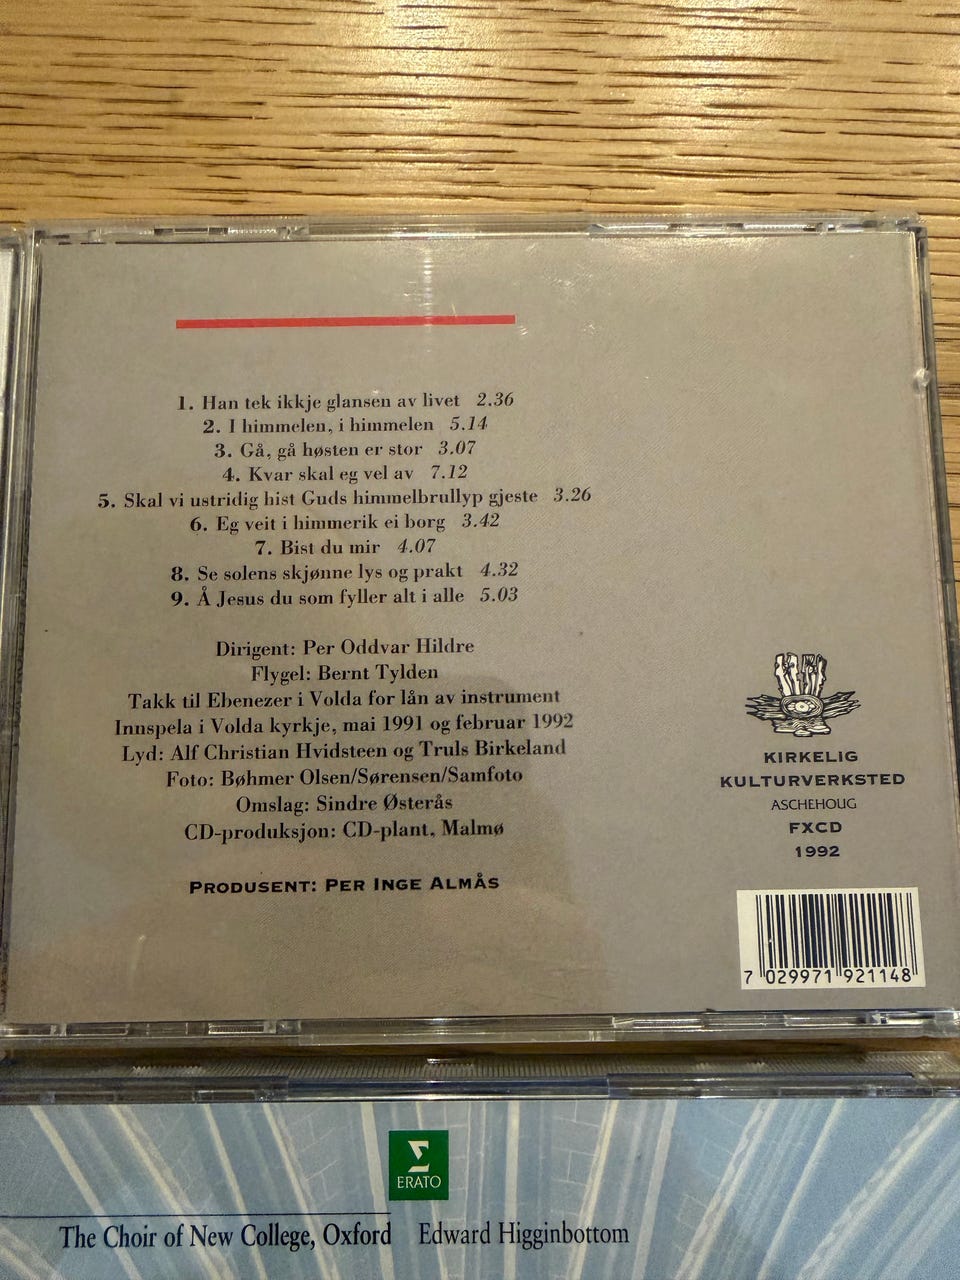 1. Han tek ikkje glansen av livet 2.36
2. I himmelen, i himmelen 5.14
3. Gå, gå høsten er stor 3.07
4. Kvar skal eg vel av 7.12
5. Skal vi ustridig hist Guds himmelbrullyp gjeste 3.26
6. Eg veit i himmerik ei borg 3.42
7. Bist du mir 4.07
8. Se solens skjønne lys og prakt 4.32
9. Å Jesus du som fyller alt i alle 5.03
Dirigent: Per Oddvar Hildre
Flygel: Bernt Tylden
Takk til Ebenezer i Volda for lån av instrument
Innspela i Volda kyrkje, mai 1991 og februar 1992
Lyd: Alf Christian Hvidsteen og Truls Birkeland
Foto: Bøhmer Olsen/Sørensen/Samfoto
Omslag: Sindre Østerås
CD-produksjon: CD-plant, Malmø
PRODUSENT: PER INGE ALMÅS
KIRKELIG
KULTURVERKSTED
ASCHEHOUG
FXCD
1992
7 029971 921148
ERATO
The Choir of New College, Oxford Edward Higginbottom